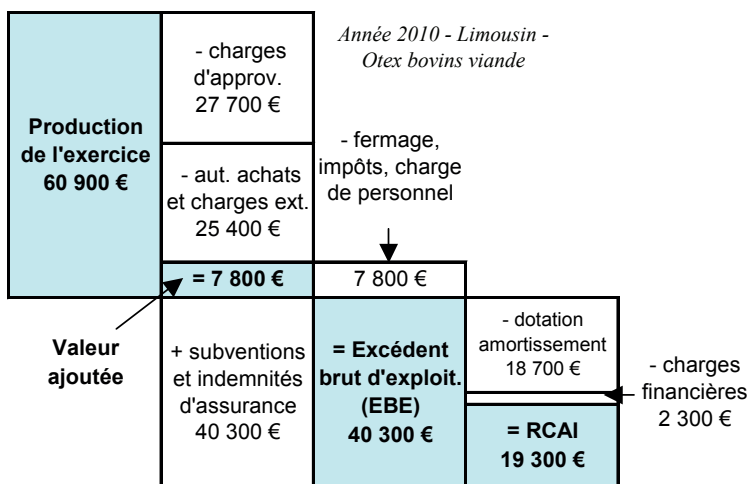 Année 2010 - Limousin -
Otex bovins viande
Production
de l'exercice
60 900 €
- charges
d'approv.
27 700 €
- aut. achats
et charges ext.
25 400 €
- fermage,
impôts, charge
de personnel
= 7 800 €
7 800 €
Valeur
ajoutée
+ subventions
et indemnités
d'assurance
40 300 €
= Excédent
brut d'exploit.
(EBE)
40 300 €
- dotation
amortissement
18 700 €
- charges
financières
2 300 €
= RCAI
19 300 €